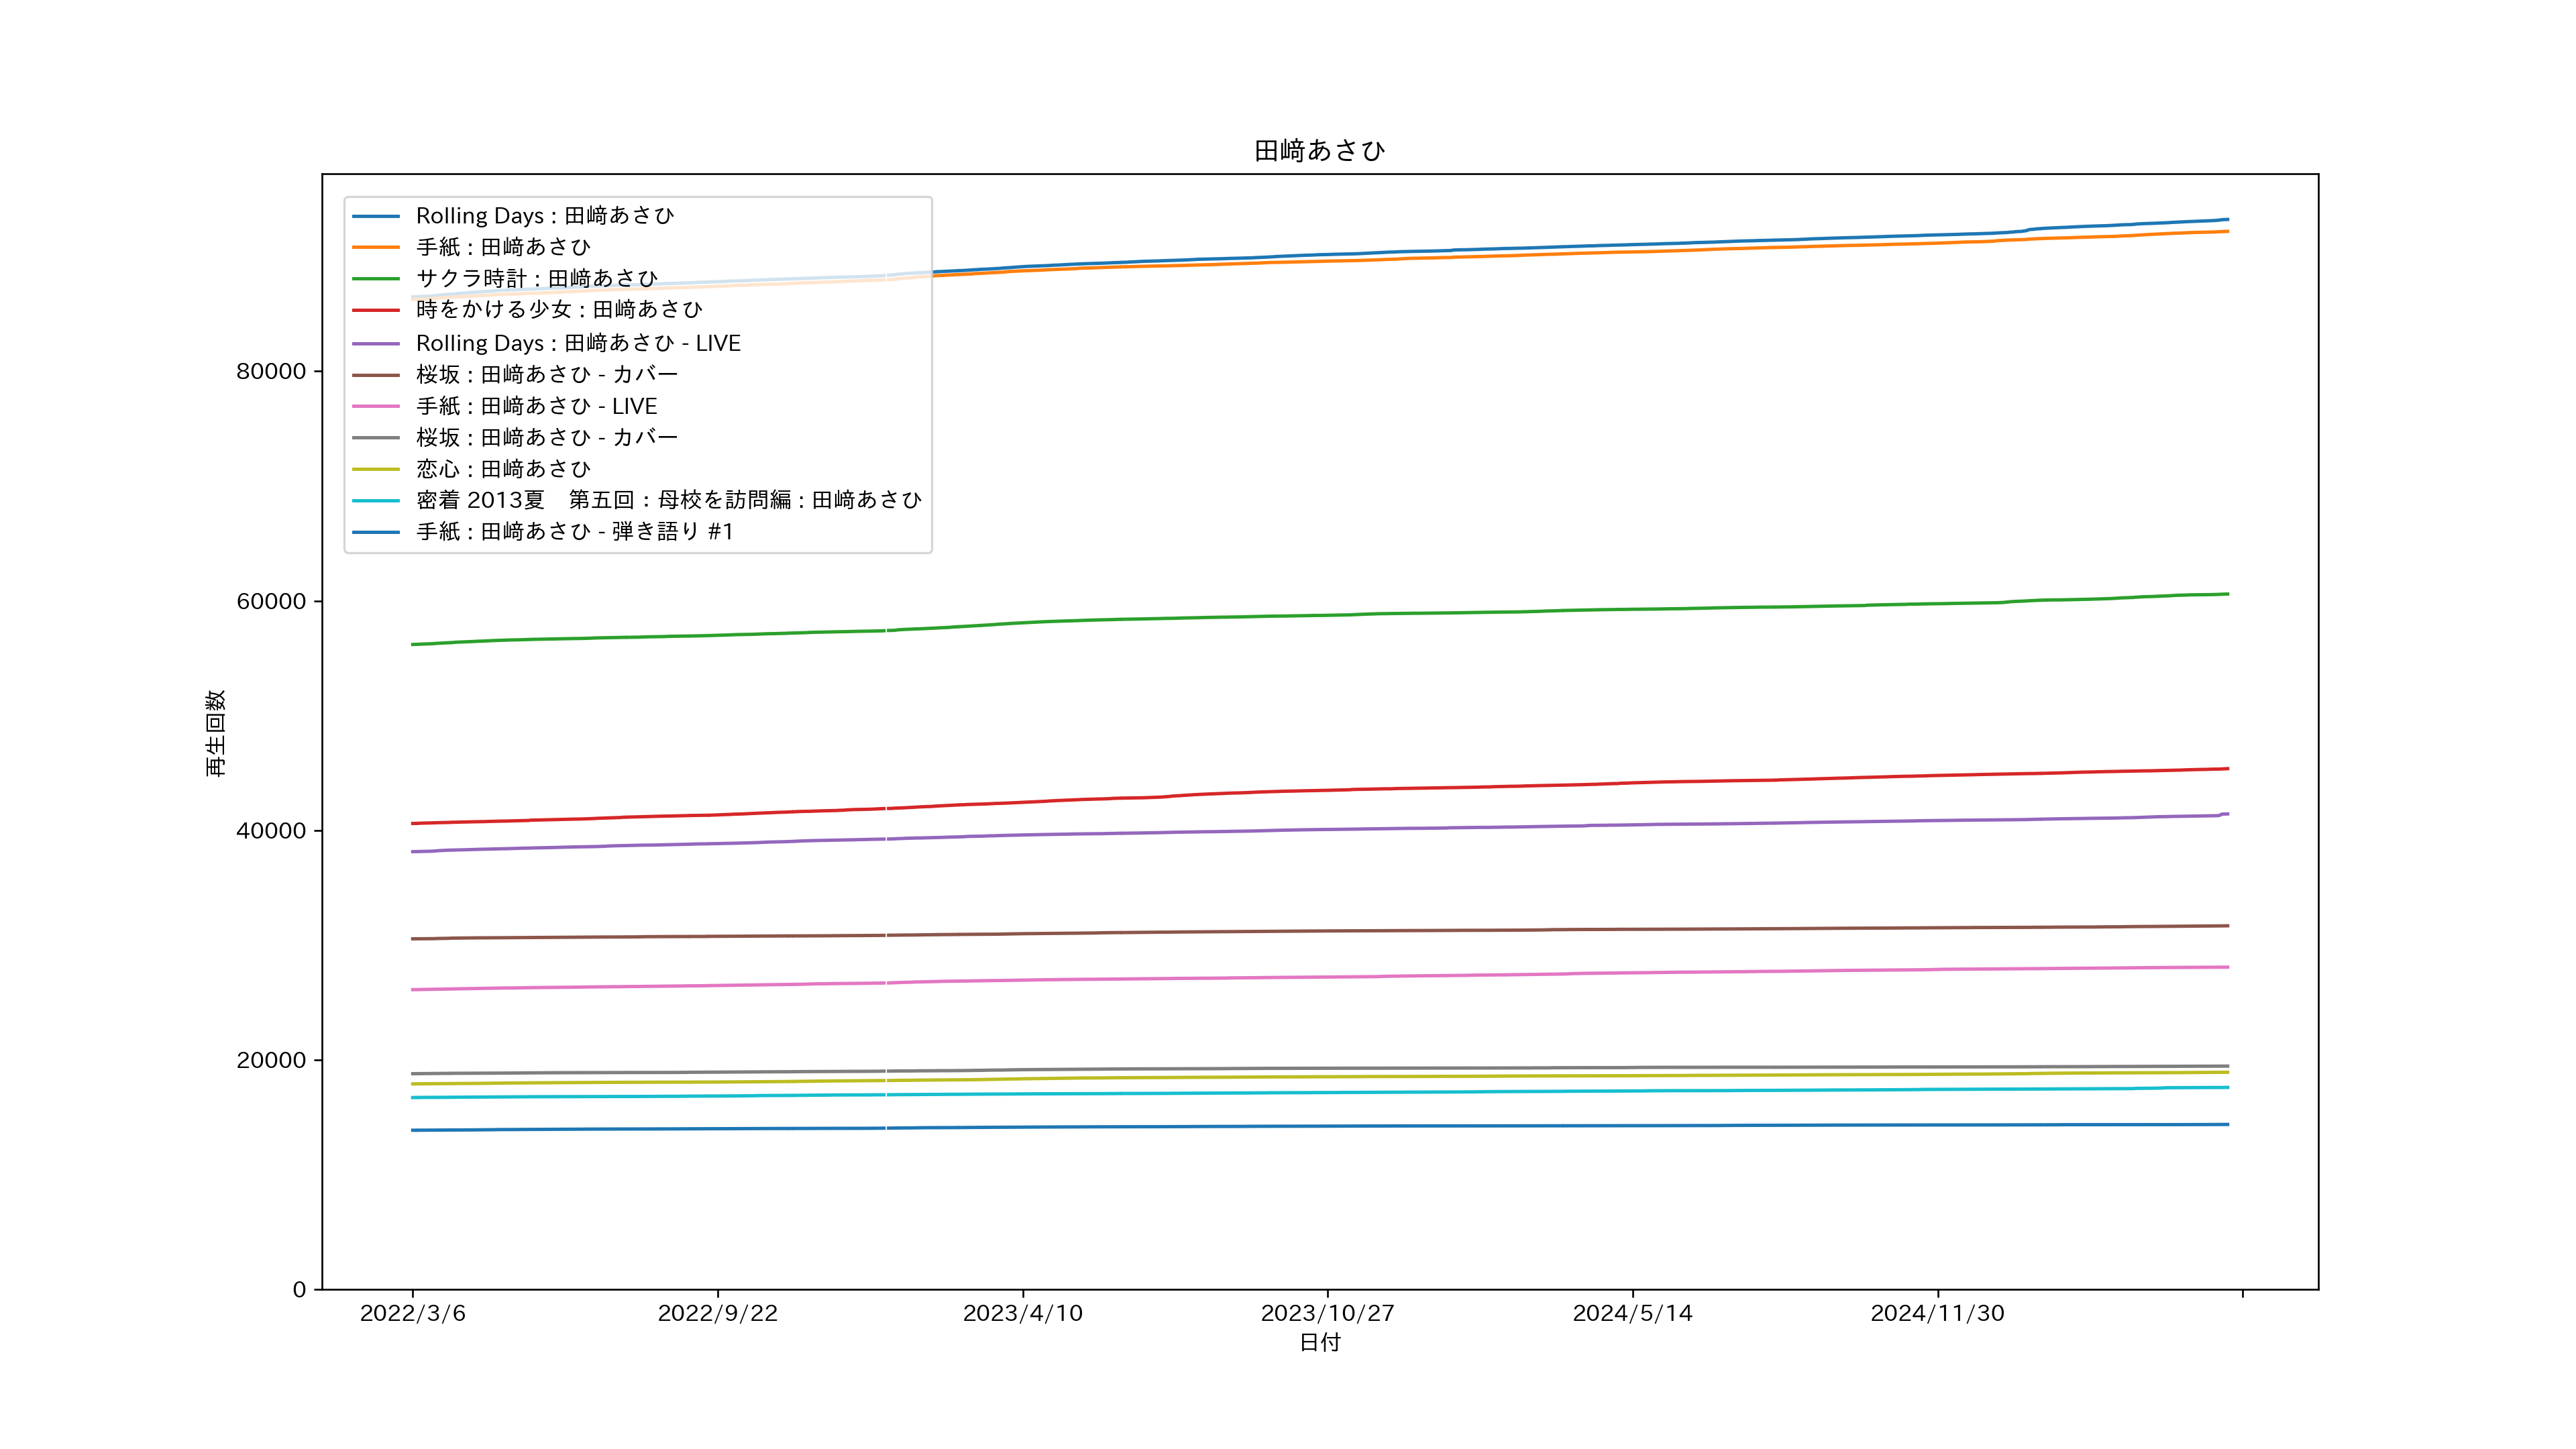 田﨑あさひ
Rolling Days : 田﨑あさひ
手紙 : 田﨑あさひ
サクラ時計 : 田﨑あさひ
時をかける少女 : 田﨑あさひ
Rolling Days : 田﨑あさひ - LIVE
桜坂 : 田﨑あさひ - カバー
手紙 : 田﨑あさひ - LIVE
桜坂 : 田﨑あさひ - カバー
恋心 : 田﨑あさひ
密着 2013夏　第五回：母校を訪問編 : 田﨑あさひ
手紙 : 田﨑あさひ - 弾き語り #1
80000
60000
40000
20000
0
再生回数
2022/3/6 2022/9/22 2023/4/10 2023/10/27 2024/5/14 2024/11/30
日付